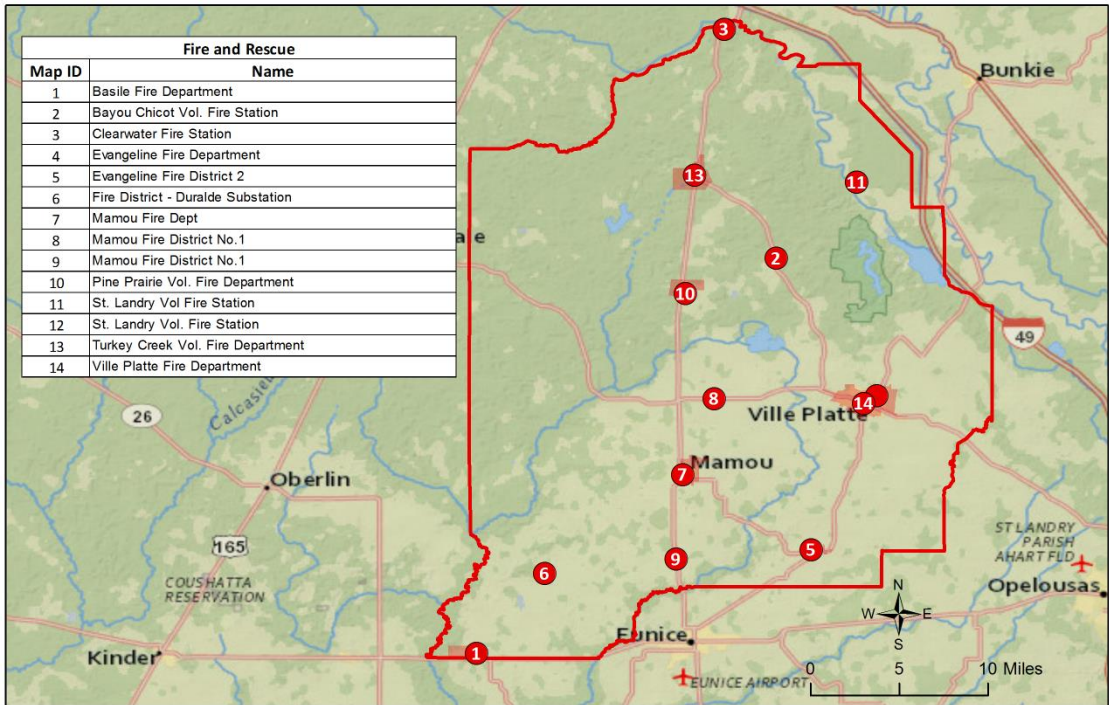 Fire and Rescue
Map ID Name
1 Basile Fire Department
2 Bayou Chicot Vol. Fire Station
3 Clearwater Fire Station
4 Evangeline Fire Department
5 Evangeline Fire District 2
6 Fire District - Duralde Substation
7 Mamou Fire Dept
8 Mamou Fire District No.1
9 Mamou Fire District No.1
10 Pine Prairie Vol. Fire Department
11 St. Landry Vol Fire Station
12 St. Landry Vol. Fire Station
13 Turkey Creek Vol. Fire Department
14 Ville Platte Fire Department
3
Bunkie
13
11
ale
2
10
49
26
Calcasieu
8
Ville Platte
14
Mamou
7
Oberlin
165
5
ST LANDRY
PARISH
AHART FLD
9
6
COUSHATTA
RESERVATION
Opelousas
N
W E
S
Eunice
1
Kinder
0 5 10 Miles
EUNICE AIRPORT